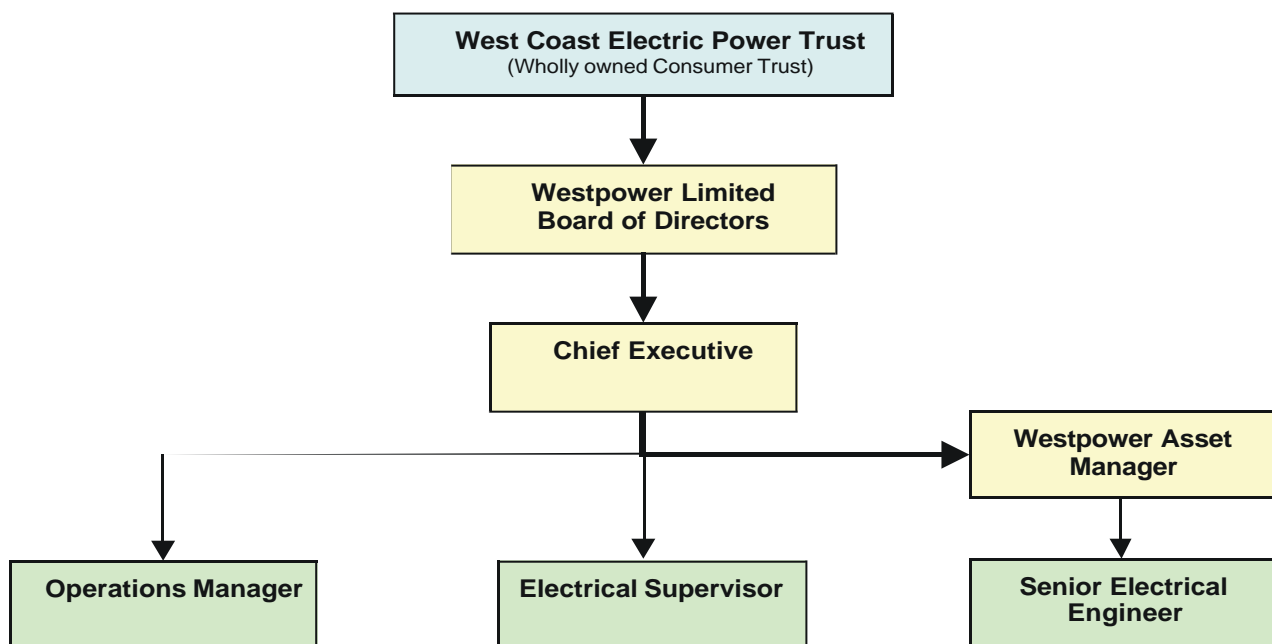 West Coast Electric Power Trust
(Wholly owned Consumer Trust)
Westpower Limited
Board of Directors
Chief Executive
Westpower Asset
Manager
Operations Manager
Electrical Supervisor
Senior Electrical
Engineer